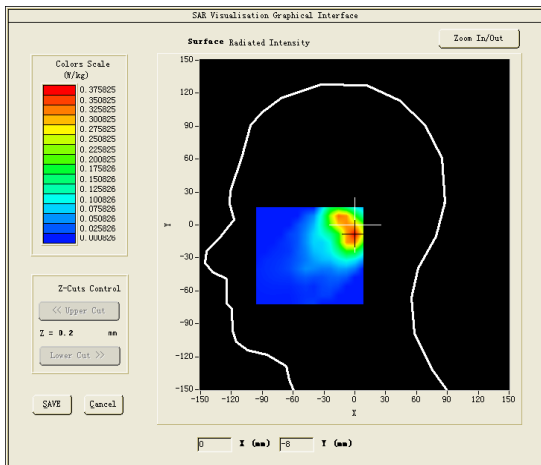 SAR Visualisation Graphical Interface
Surface Radiated Intensity
Zoom In/Out
Colors Scale
(W/kg)
0.375825
0.350825
0.325825
0.300825
0.275825
0.250825
0.225825
0.200825
0.175826
0.150826
0.125826
0.100826
0.075826
0.050826
0.025826
0.000826
150
120
90
60
30
0
-30
-60
-90
-120
-150
Y
-150 -120 -90 -60 -30 0 30 60 90 120 150
X
Z-Cuts Control
<< Upper Cut
Z = 0.2 mm
Lower Cut >>
SAVE Cancel
0 X (mm) -8 Y (mm)